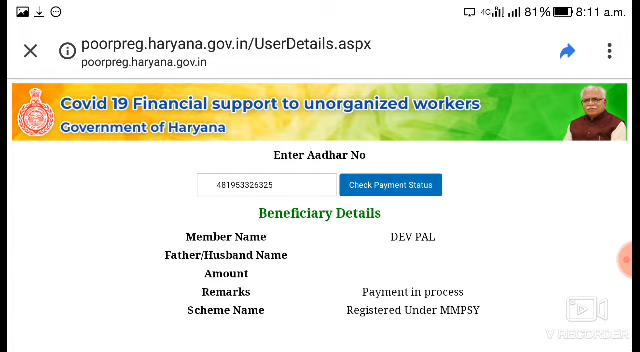 4G 81% 8:11 a.m.
poorpreg.haryana.gov.in/UserDetails.aspx
poorpreg.haryana.gov.in
Covid 19 Financial support to unorganized workers
Government of Haryana
Enter Aadhar No
481953326325 Check Payment Status
Beneficiary Details
Member Name DEV PAL
Father/Husband Name
Amount
Remarks Payment in process
Scheme Name Registered Under MMPSY
V RECORDER